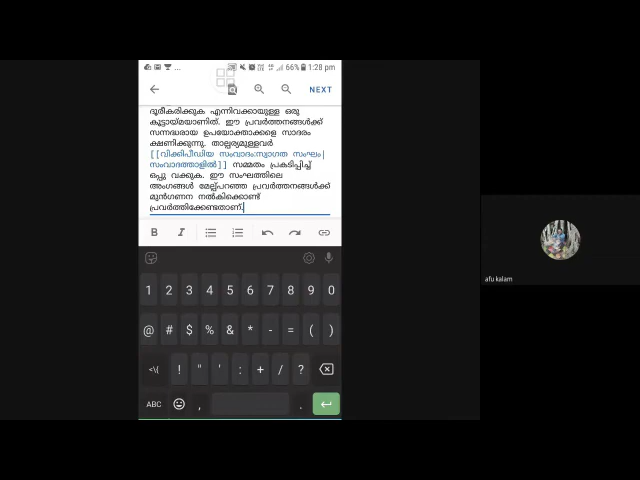 66% 1:28 pm
NEXT
ദൂരീകരിക്കുക എന്നിവക്കായുള്ള ഒരു
കൂട്ടായ്മയാണിത്. ഈ പ്രവർത്തനങ്ങൾക്ക്
സന്നദ്ധരായ ഉപയോക്താക്കളെ സാദരം
ക്ഷണിക്കുന്നു. താല്പര്യമുള്ളവർ
[[വിക്കിപീഡിയ സംവാദം:സ്വാഗത സംഘം|
സംവാദത്താളിൽ]] സമ്മതം പ്രകടിപ്പിച്ച്
ഒപ്പു വക്കുക. ഈ സംഘത്തിലെ
അംഗങ്ങൾ മേല്പ്പറഞ്ഞ പ്രവർത്തനങ്ങൾക്ക്
മുൻഗണന നൽകിക്കൊണ്ട്
പ്രവർത്തിക്കേണ്ടതാണ്.
B I
1 2 3 4 5 6 7 8 9 0
@ # $ % & * - = ( )
<\{ ! " ' : + / ?
ABC , .
afu kalam